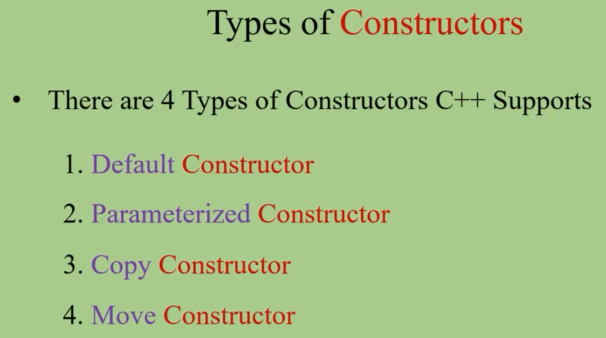 Types of Constructors
• There are 4 Types of Constructors C++ Supports
1. Default Constructor
2. Parameterized Constructor
3. Copy Constructor
4. Move Constructor